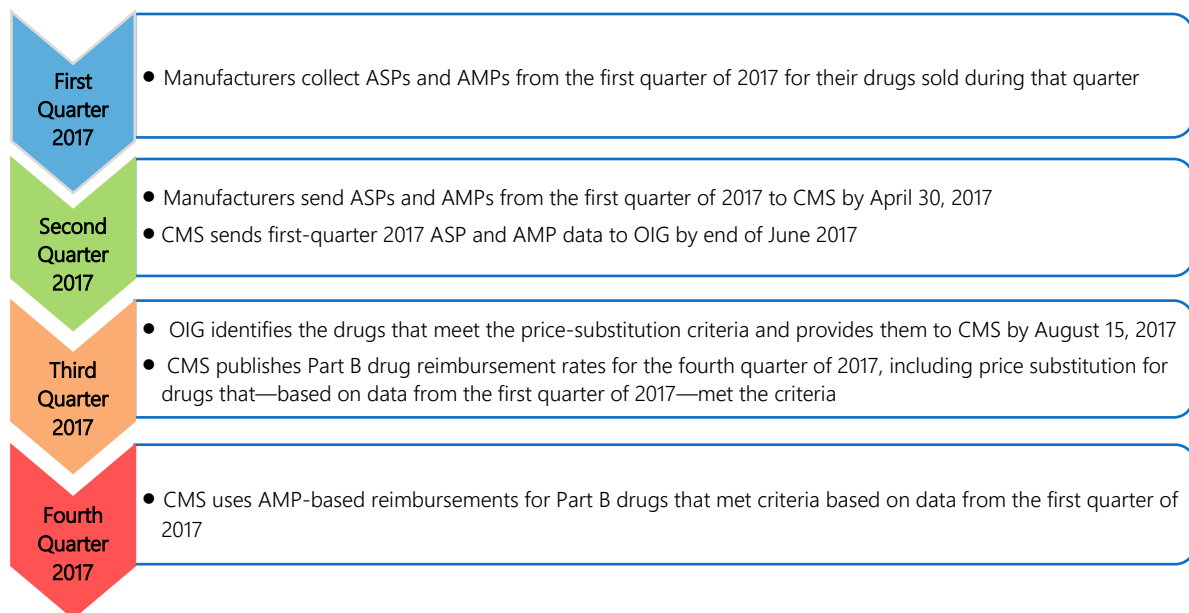 First
Quarter
2017
• Manufacturers collect ASPs and AMPs from the first quarter of 2017 for their drugs sold during that quarter
Second
Quarter
2017
• Manufacturers send ASPs and AMPs from the first quarter of 2017 to CMS by April 30, 2017
• CMS sends first-quarter 2017 ASP and AMP data to OIG by end of June 2017
Third
Quarter
2017
• OIG identifies the drugs that meet the price-substitution criteria and provides them to CMS by August 15, 2017
• CMS publishes Part B drug reimbursement rates for the fourth quarter of 2017, including price substitution for
drugs that—based on data from the first quarter of 2017—met the criteria
Fourth
Quarter
2017
• CMS uses AMP-based reimbursements for Part B drugs that met criteria based on data from the first quarter of
2017